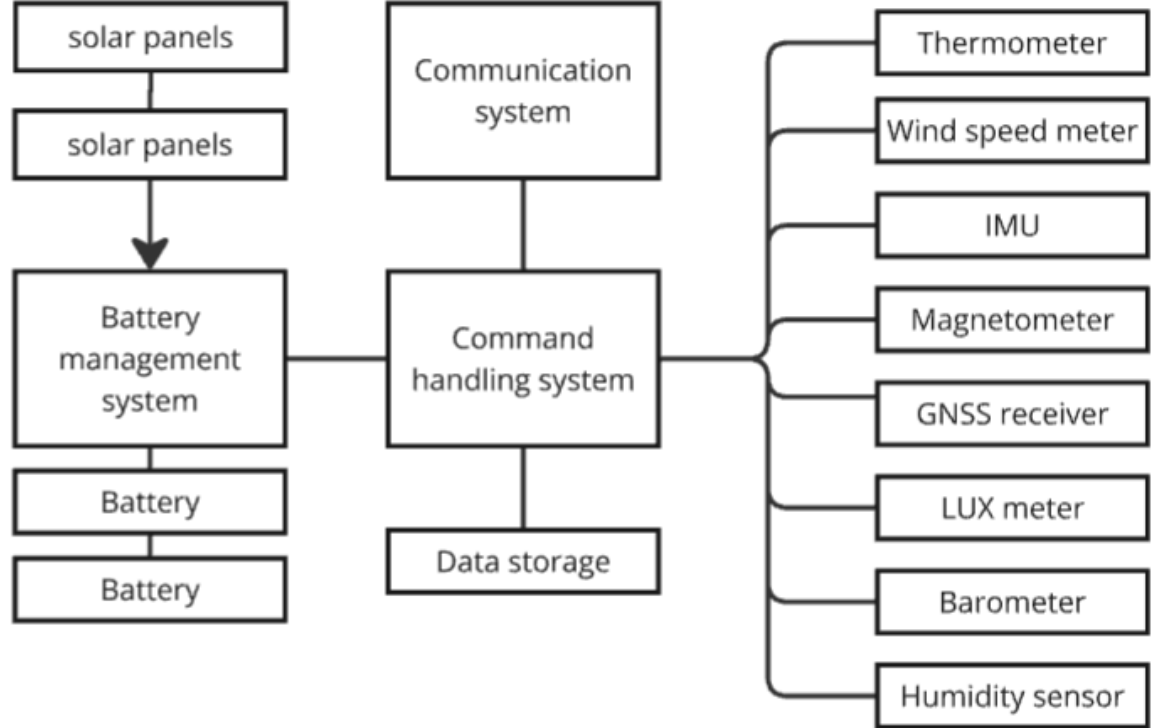 solar panels
solar panels
Battery
management
system
Battery
Battery
Communication
system
Command
handling system
Data storage
Thermometer
Wind speed meter
IMU
Magnetometer
GNSS receiver
LUX meter
Barometer
Humidity sensor